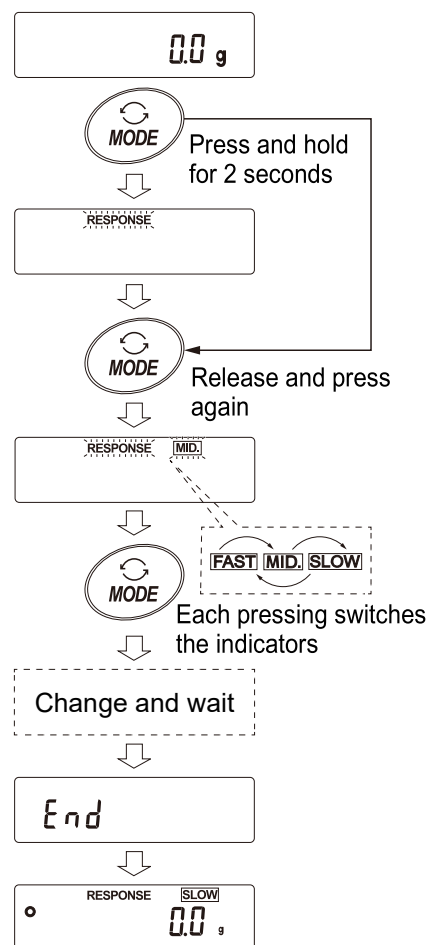 0.0 g
MODE
Press and hold
for 2 seconds
RESPONSE
MODE
Release and press
again
RESPONSE MID.
FAST MID. SLOW
MODE
Each pressing switches
the indicators
Change and wait
End
RESPONSE SLOW
0.0 g